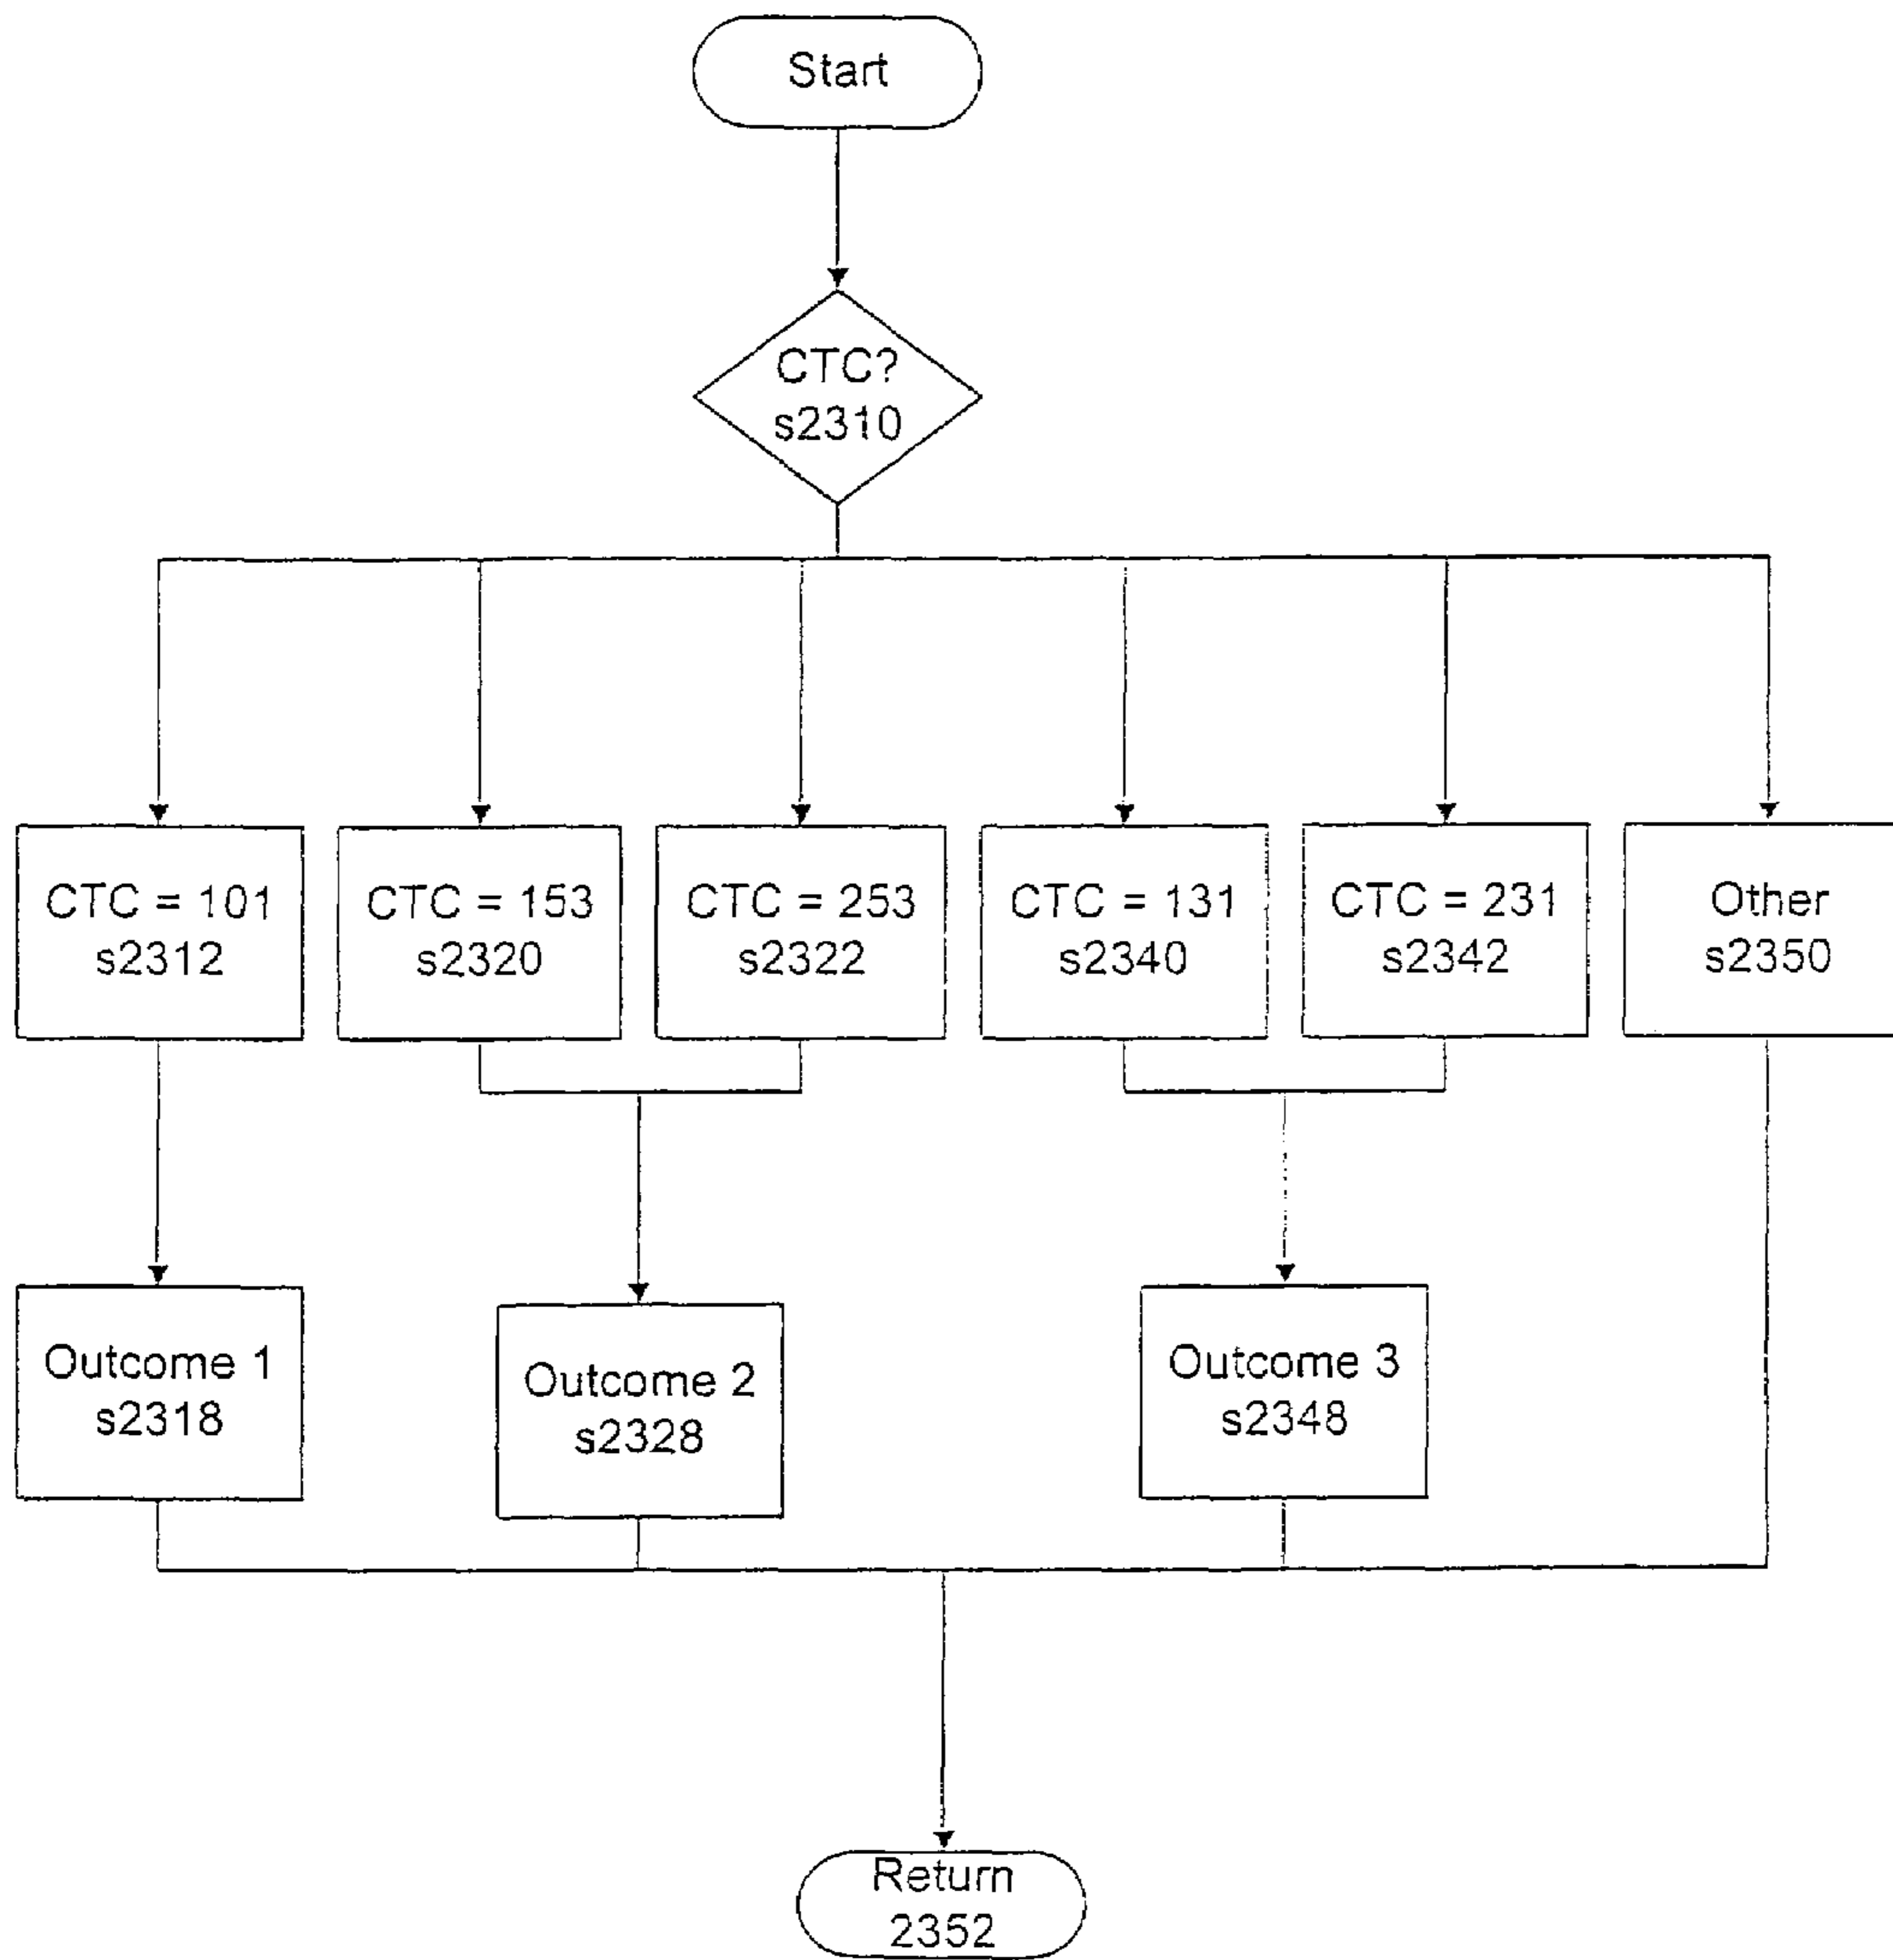 Start
CTC?
s2310
CTC = 101
s2312
CTC = 153
s2320
CTC = 253
s2322
CTC = 131
s2340
CTC = 231
s2342
Other
s2350
Outcome 1
s2318
Outcome 2
s2328
Outcome 3
s2348
Return
2352